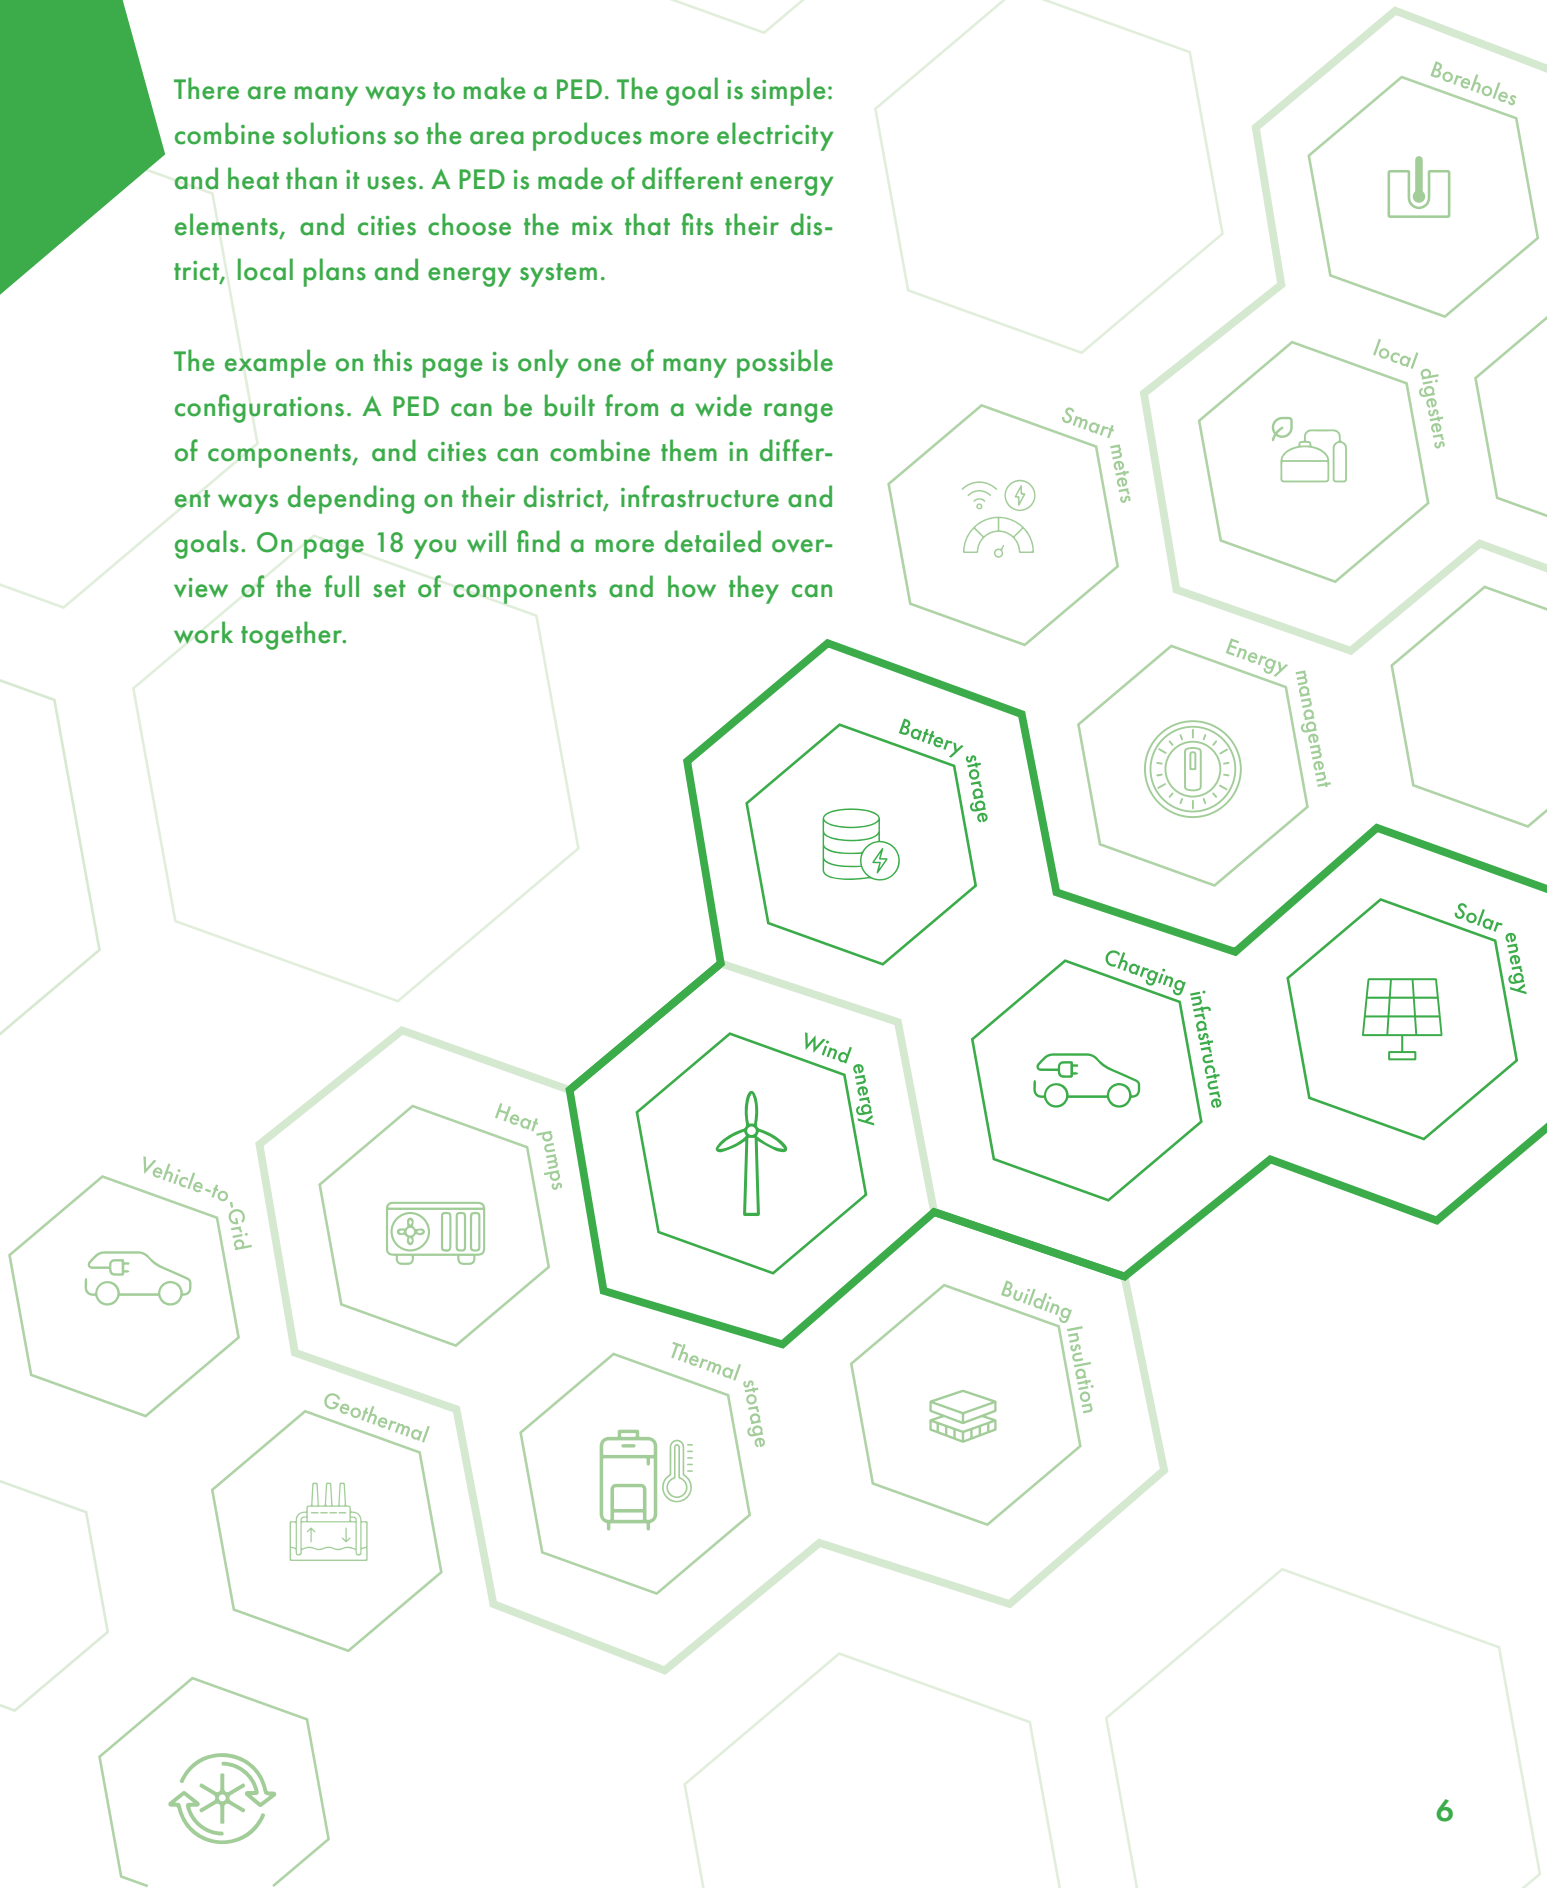 There are many ways to make a PED. The goal is simple:
combine solutions so the area produces more electricity
and heat than it uses. A PED is made of different energy
elements, and cities choose the mix that fits their dis-
trict, local plans and energy system.
The example on this page is only one of many possible
configurations. A PED can be built from a wide range
of components, and cities can combine them in differ-
ent ways depending on their district, infrastructure and
goals. On page 18 you will find a more detailed over-
view of the full set of components and how they can
work together.
Boreholes
local digesters
Smart meters
Energy management
Battery storage
Solar energy
Charging infrastructure
Wind energy
Heat pumps
Vehicle-to-Grid
Building Insulation
Thermal storage
Geothermal
6